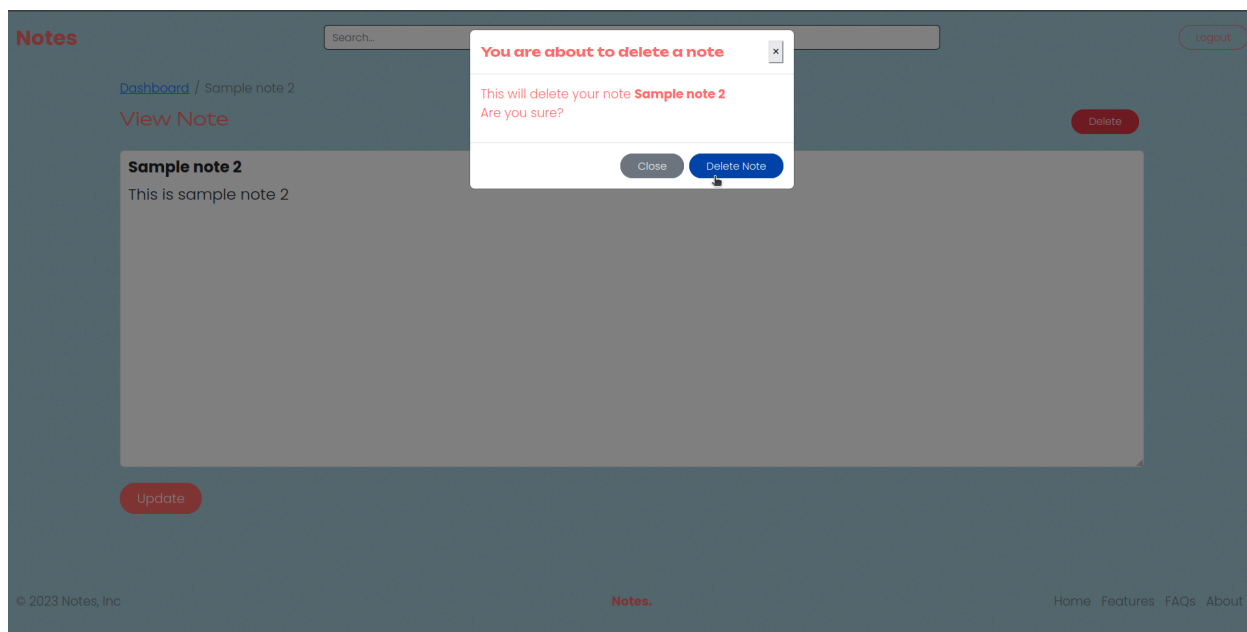 Notes
Search...
Logout
You are about to delete a note
×
Dashboard / Sample note 2
This will delete your note Sample note 2
Are you sure?
View Note
Delete
Close
Delete Note
Sample note 2
This is sample note 2
Update
© 2023 Notes, Inc
Notes.
Home Features FAQs About